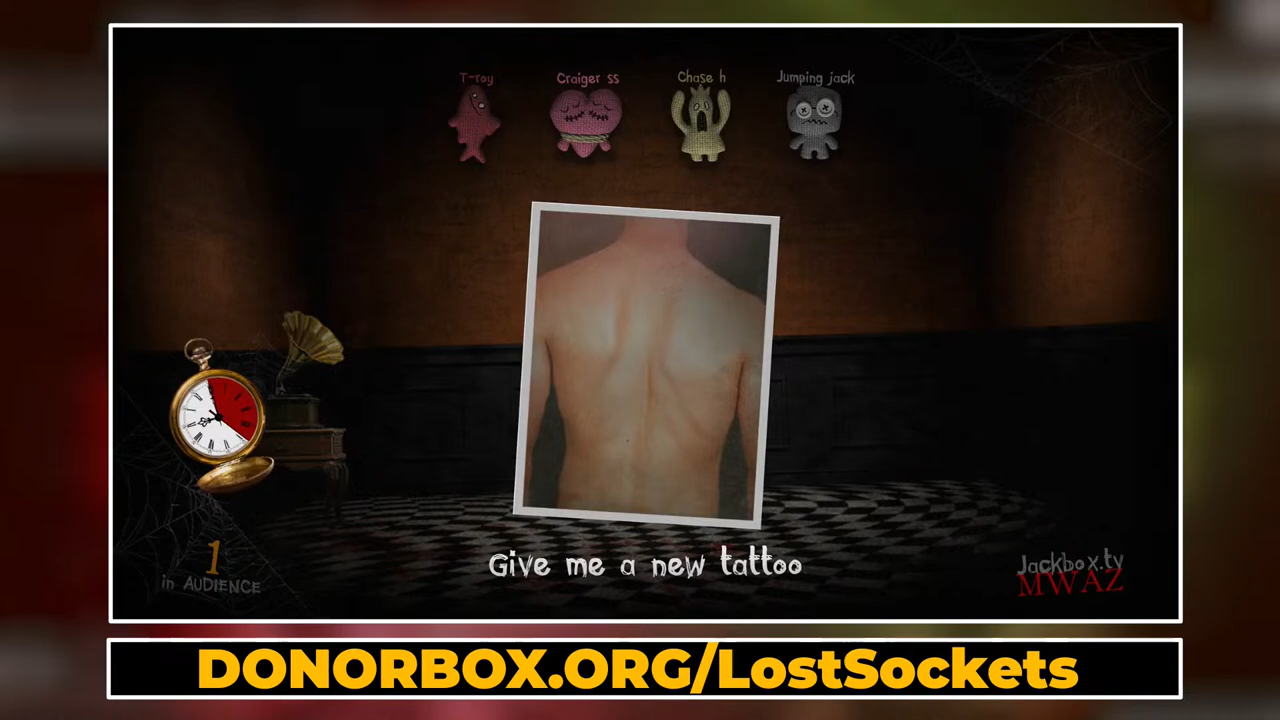 T-roy
Craiger ss
Chase h
Jumping jack
Give me a new tattoo
1
in AUDIENCE
Jackbox.tv
MWAZ
DONORBOX.ORG/LostSockets